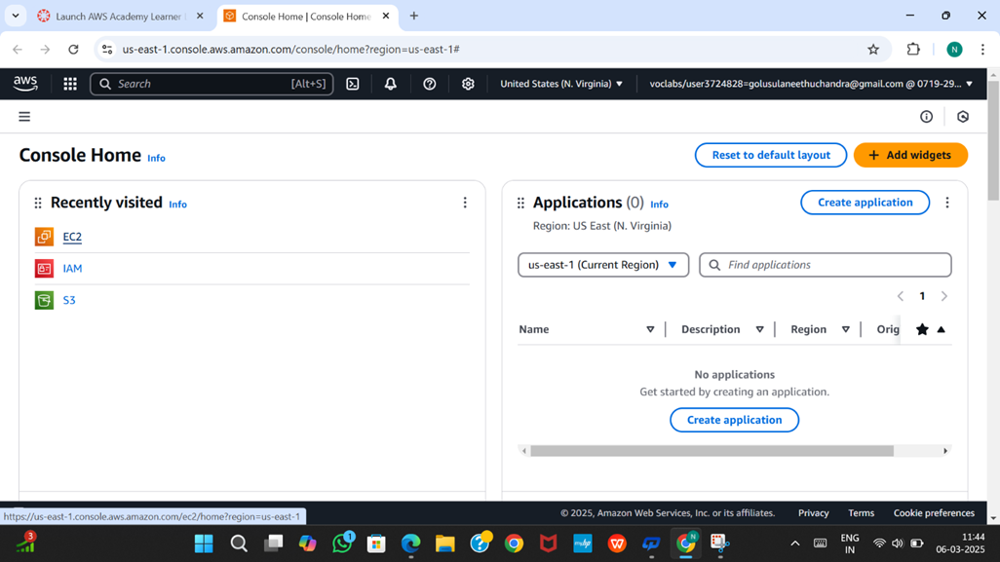 Launch AWS Academy Learner
Console Home | Console Home
us-east-1.console.aws.amazon.com/console/home?region=us-east-1#
N
aws
Search
[Alt+S]
United States (N. Virginia)
voclabs/user3724828=golusulaneethuchandra@gmail.com @ 0719-29...
Console Home Info
Reset to default layout
+ Add widgets
Recently visited Info
EC2
IAM
S3
Applications (0) Info
Create application
Region: US East (N. Virginia)
us-east-1 (Current Region)
Find applications
1
Name
Description
Region
Orig
No applications
Get started by creating an application.
Create application
https://us-east-1.console.aws.amazon.com/ec2/home?region=us-east-1
© 2025, Amazon Web Services, Inc. or its affiliates.
Privacy
Terms
Cookie preferences
3
1
N
ENG
IN
11:44
06-03-2025